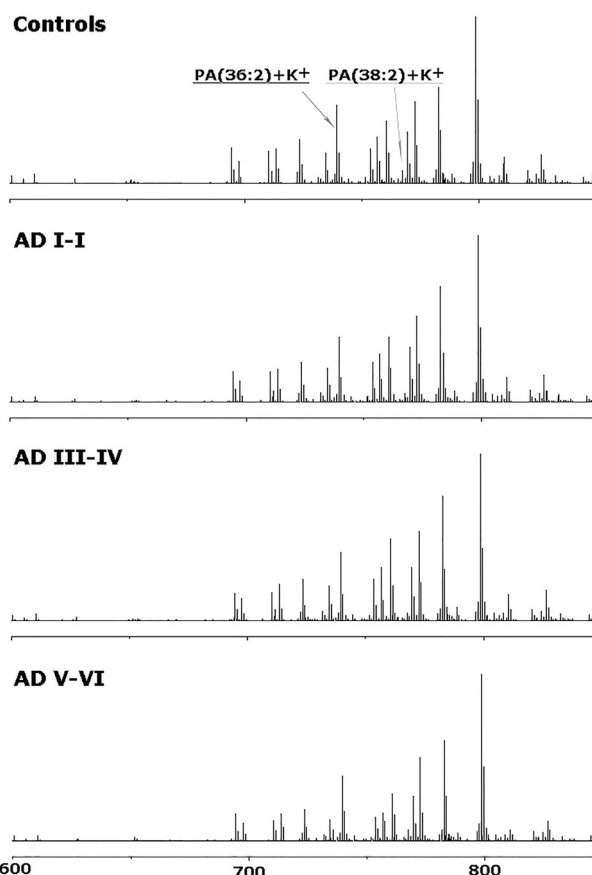 Controls
PA(36:2)+K+ PA(38:2)+K+
AD I-I
AD III-IV
AD V-VI
600 700 800